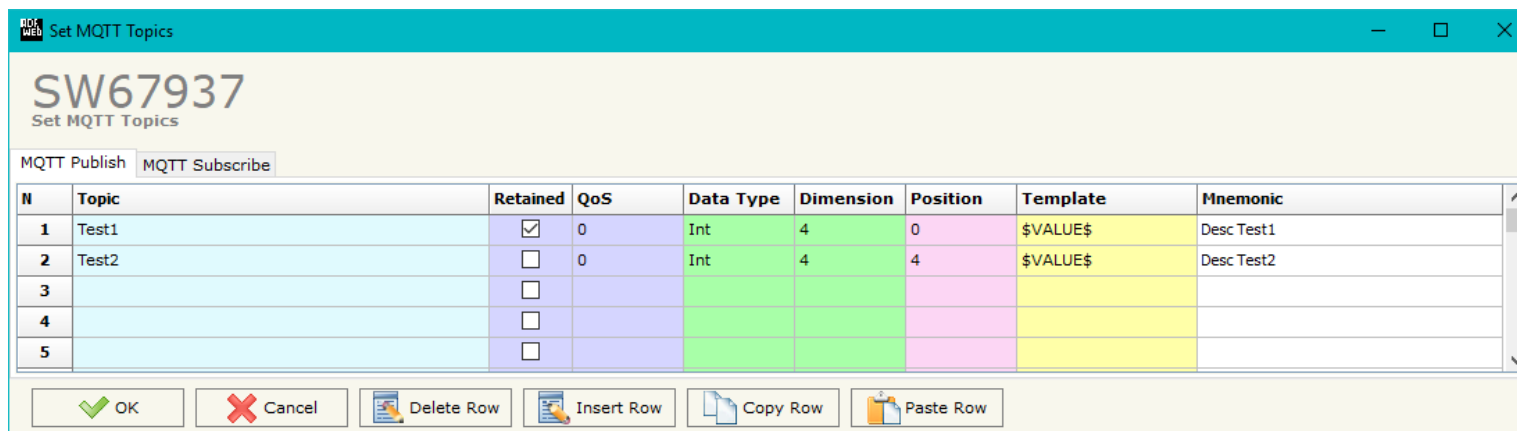 ADF WEB Set MQTT Topics
SW67937
Set MQTT Topics
MQTT Publish MQTT Subscribe
N Topic Retained QoS Data Type Dimension Position Template Mnemonic
1 Test1 0 Int 4 0 $VALUE$ Desc Test1
2 Test2 0 Int 4 4 $VALUE$ Desc Test2
3
4
5
OK Cancel Delete Row Insert Row Copy Row Paste Row